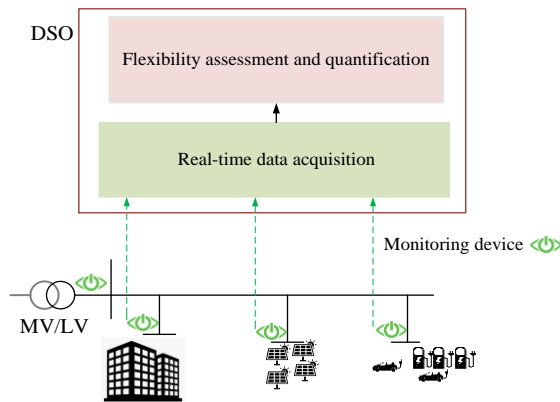 DSO
Flexibility assessment and quantification
Real-time data acquisition
Monitoring device
MV/LV